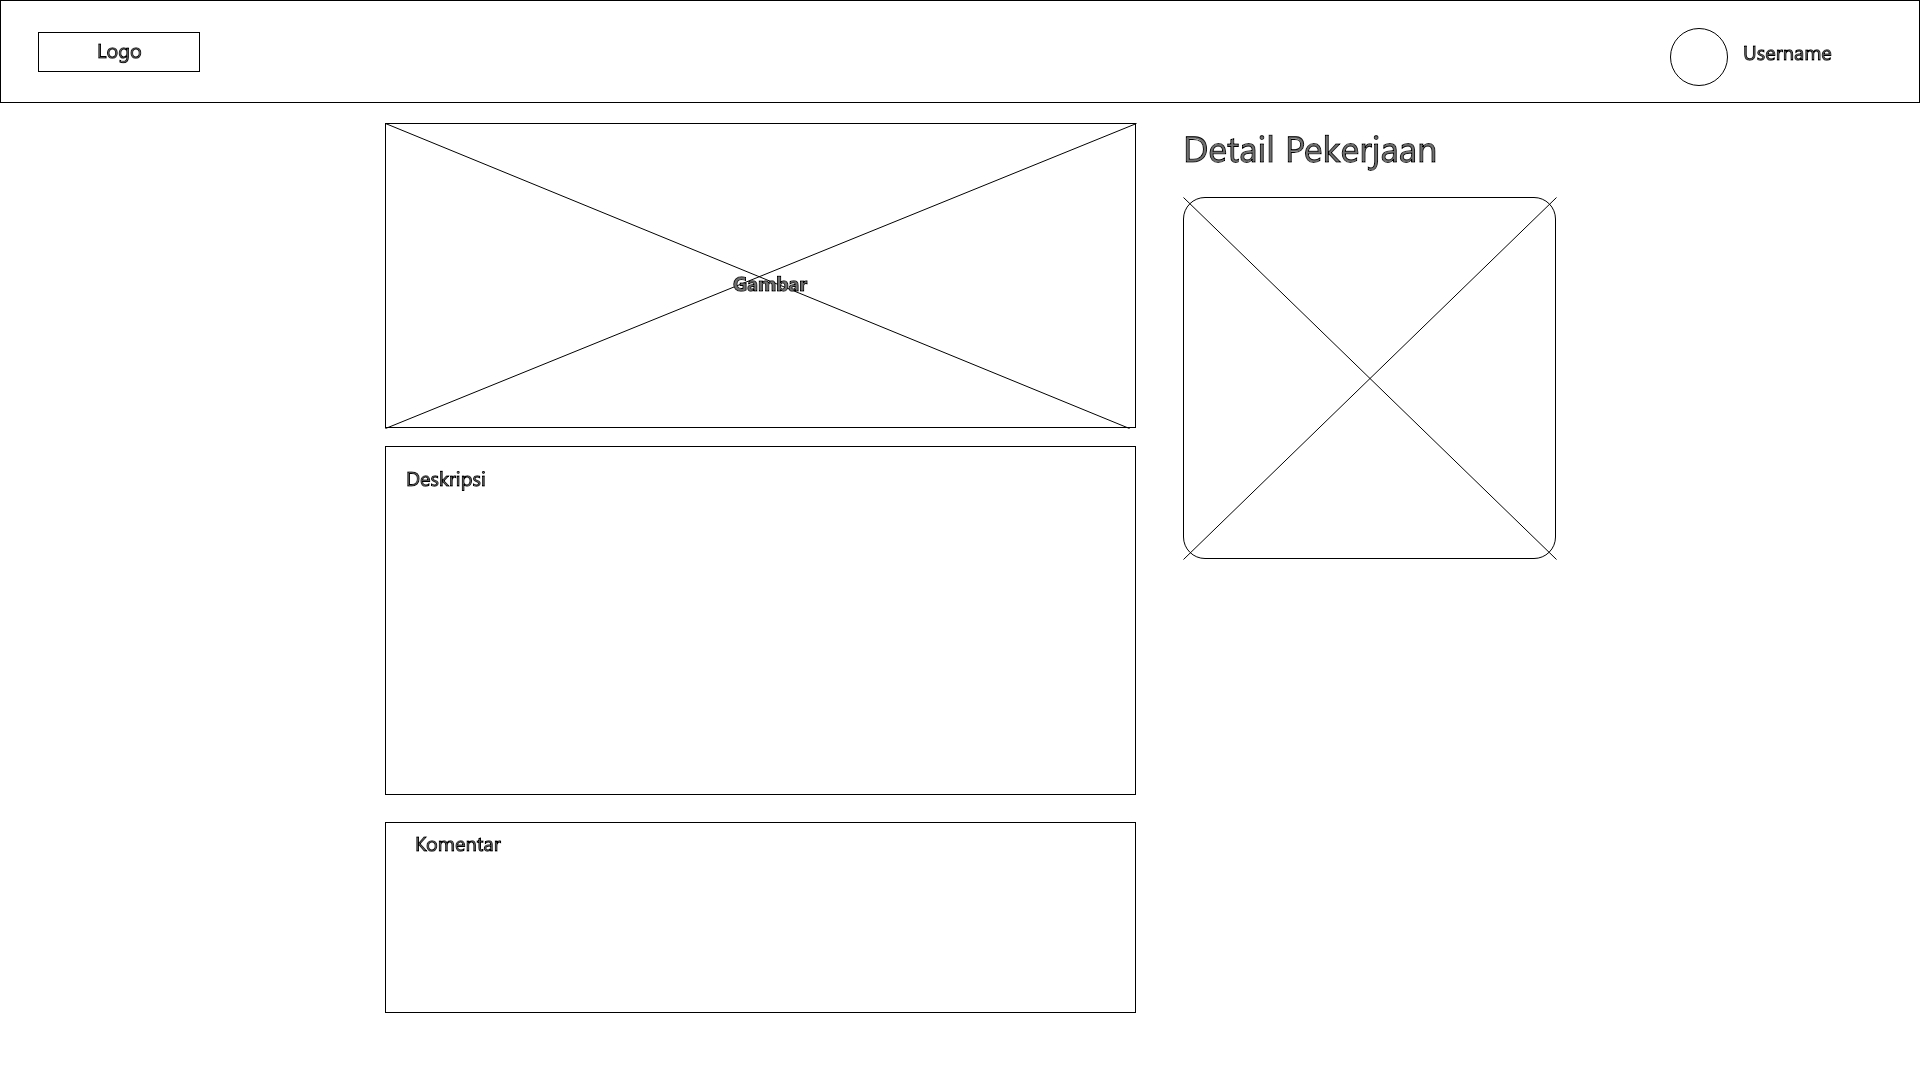 Logo
Username
Gambar
Detail Pekerjaan
Deskripsi
Komentar